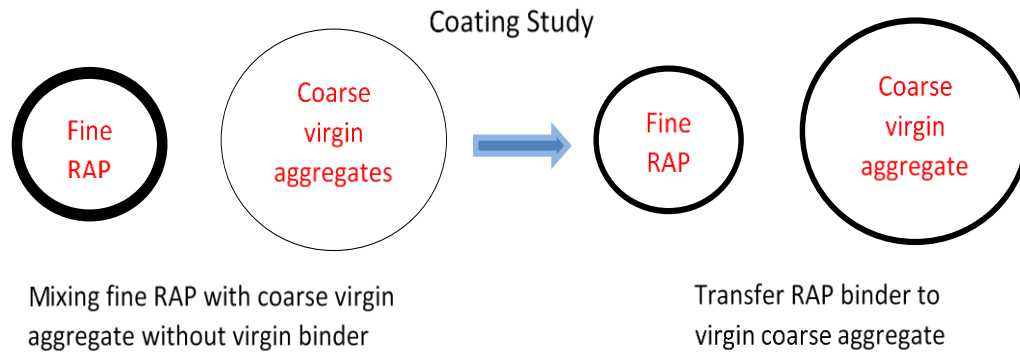 Coating Study
Fine
RAP
Coarse
virgin
aggregates
Fine
RAP
Coarse
virgin
aggregate
Mixing fine RAP with coarse virgin
aggregate without virgin binder
Transfer RAP binder to
virgin coarse aggregate